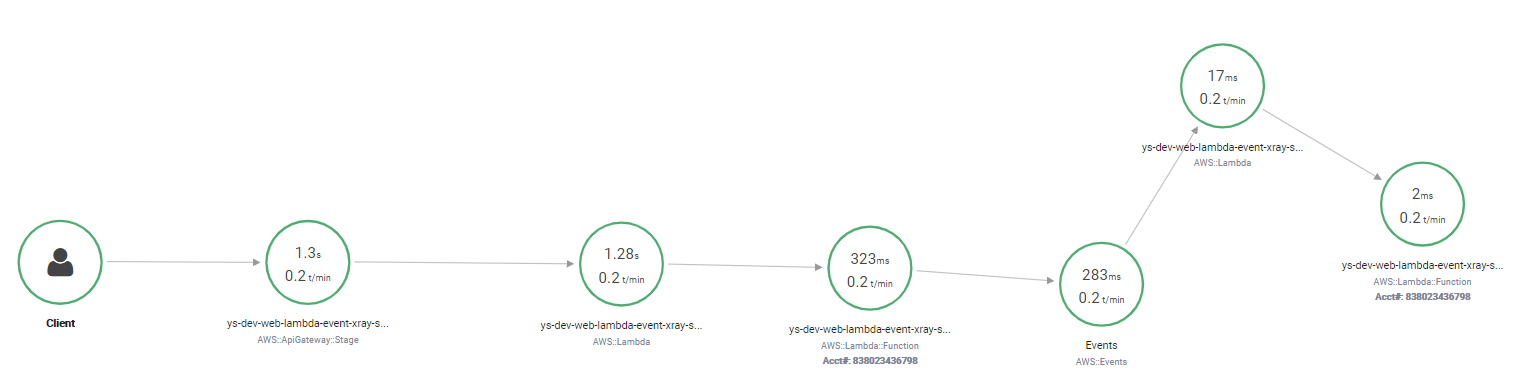 Client
1.3s
0.2 t/min
ys-dev-web-lambda-event-xray-s...
AWS::ApiGateway::Stage
1.28s
0.2 t/min
ys-dev-web-lambda-event-xray-s...
AWS::Lambda
323ms
0.2 t/min
ys-dev-web-lambda-event-xray-s...
AWS::Lambda::Function
Acct#: 838023436798
283ms
0.2 t/min
Events
AWS::Events
17ms
0.2 t/min
ys-dev-web-lambda-event-xray-s...
AWS::Lambda
2ms
0.2 t/min
ys-dev-web-lambda-event-xray-s...
AWS::Lambda::Function
Acct#: 838023436798